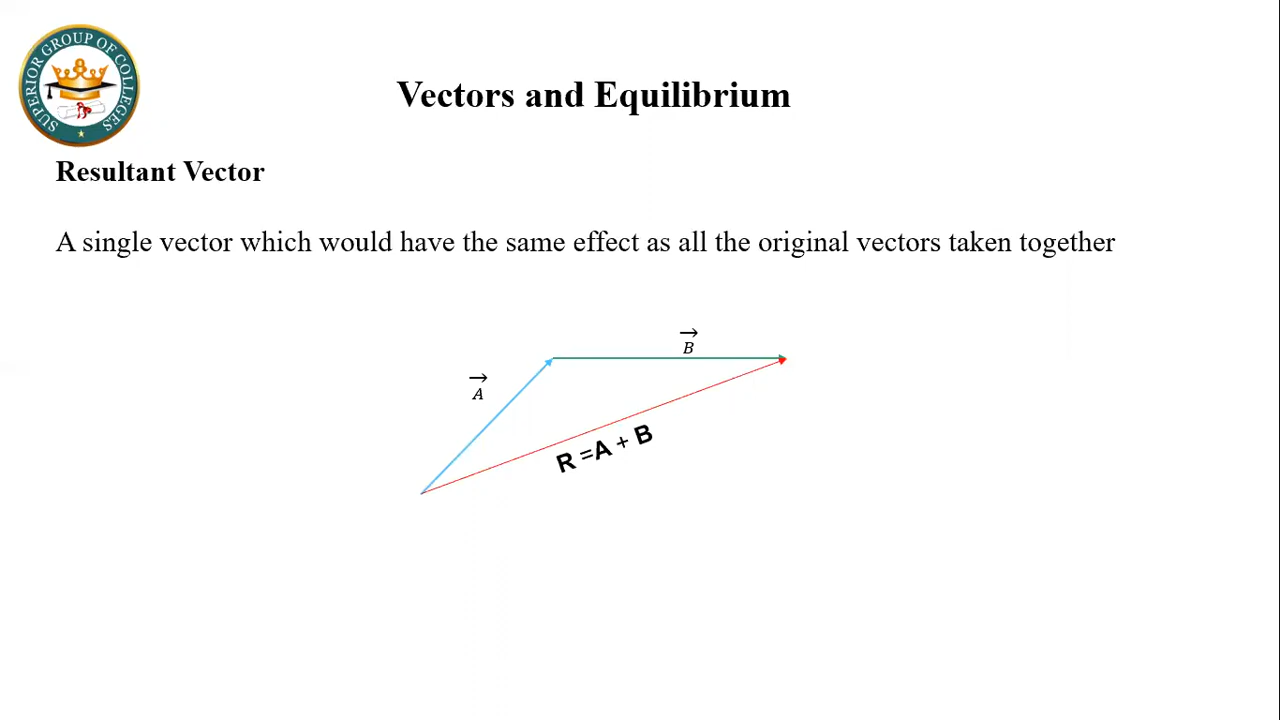 SUPERIOR GROUP OF COLLEGES
Vectors and Equilibrium
Resultant Vector
A single vector which would have the same effect as all the original vectors taken together
B
A
R =A + B